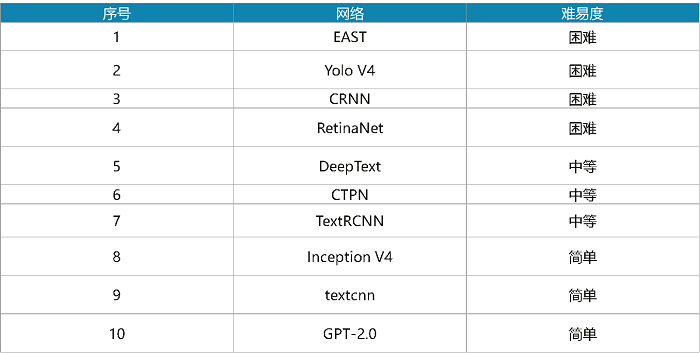 序号 网络 难易度
1 EAST 困难
2 Yolo V4 困难
3 CRNN 困难
4 RetinaNet 困难
5 DeepText 中等
6 CTPN 中等
7 TextRCNN 中等
8 Inception V4 简单
9 textcnn 简单
10 GPT-2.0 简单